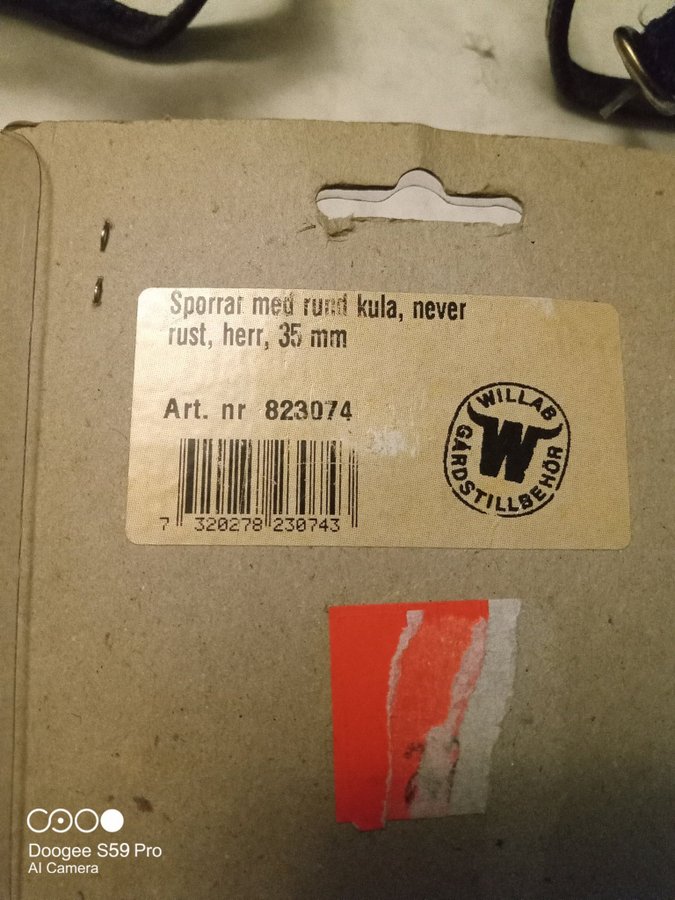 Sporrar med rund kula, never
rust, herr, 35 mm
Art. nr 823074
WILLAB
W
GÅRDSTILLBEHÖR
7 320278 230743
Doogee S59 Pro
AI Camera